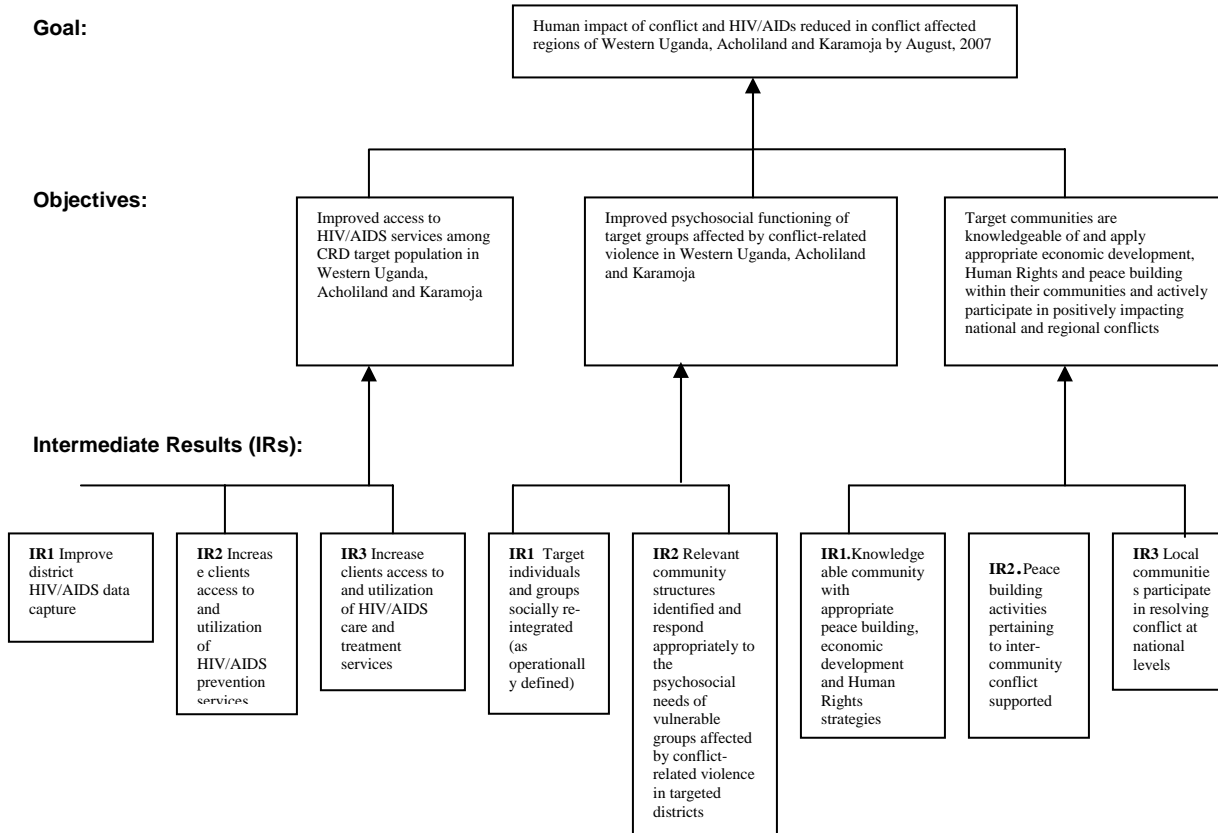 Goal:
Human impact of conflict and HIV/AIDs reduced in conflict affected
regions of Western Uganda, Acholiland and Karamoja by August, 2007
Objectives:
Improved access to
HIV/AIDS services among
CRD target population in
Western Uganda,
Acholiland and Karamoja
Improved psychosocial functioning of
target groups affected by conflict-related
violence in Western Uganda, Acholiland
and Karamoja
Target communities are
knowledgeable of and apply
appropriate economic development,
Human Rights and peace building
within their communities and actively
participate in positively impacting
national and regional conflicts
Intermediate Results (IRs):
IR1 Improve
district
HIV/AIDS data
capture
IR2 Increas
e clients
access to
and
utilization
of
HIV/AIDS
prevention
services
IR3 Increase
clients access to
and utilization
of HIV/AIDS
care and
treatment
services
IR1 Target
individuals
and groups
socially re-
integrated
(as
operationall
y defined)
IR2 Relevant
community
structures
identified and
respond
appropriately to
the
psychosocial
needs of
vulnerable
groups affected
by conflict-
related violence
in targeted
districts
IR1.Knowledge
able community
with
appropriate
peace building,
economic
development
and Human
Rights
strategies
IR2.Peace
building
activities
pertaining
to inter-
community
conflict
supported
IR3 Local
communitie
s participate
in resolving
conflict at
national
levels